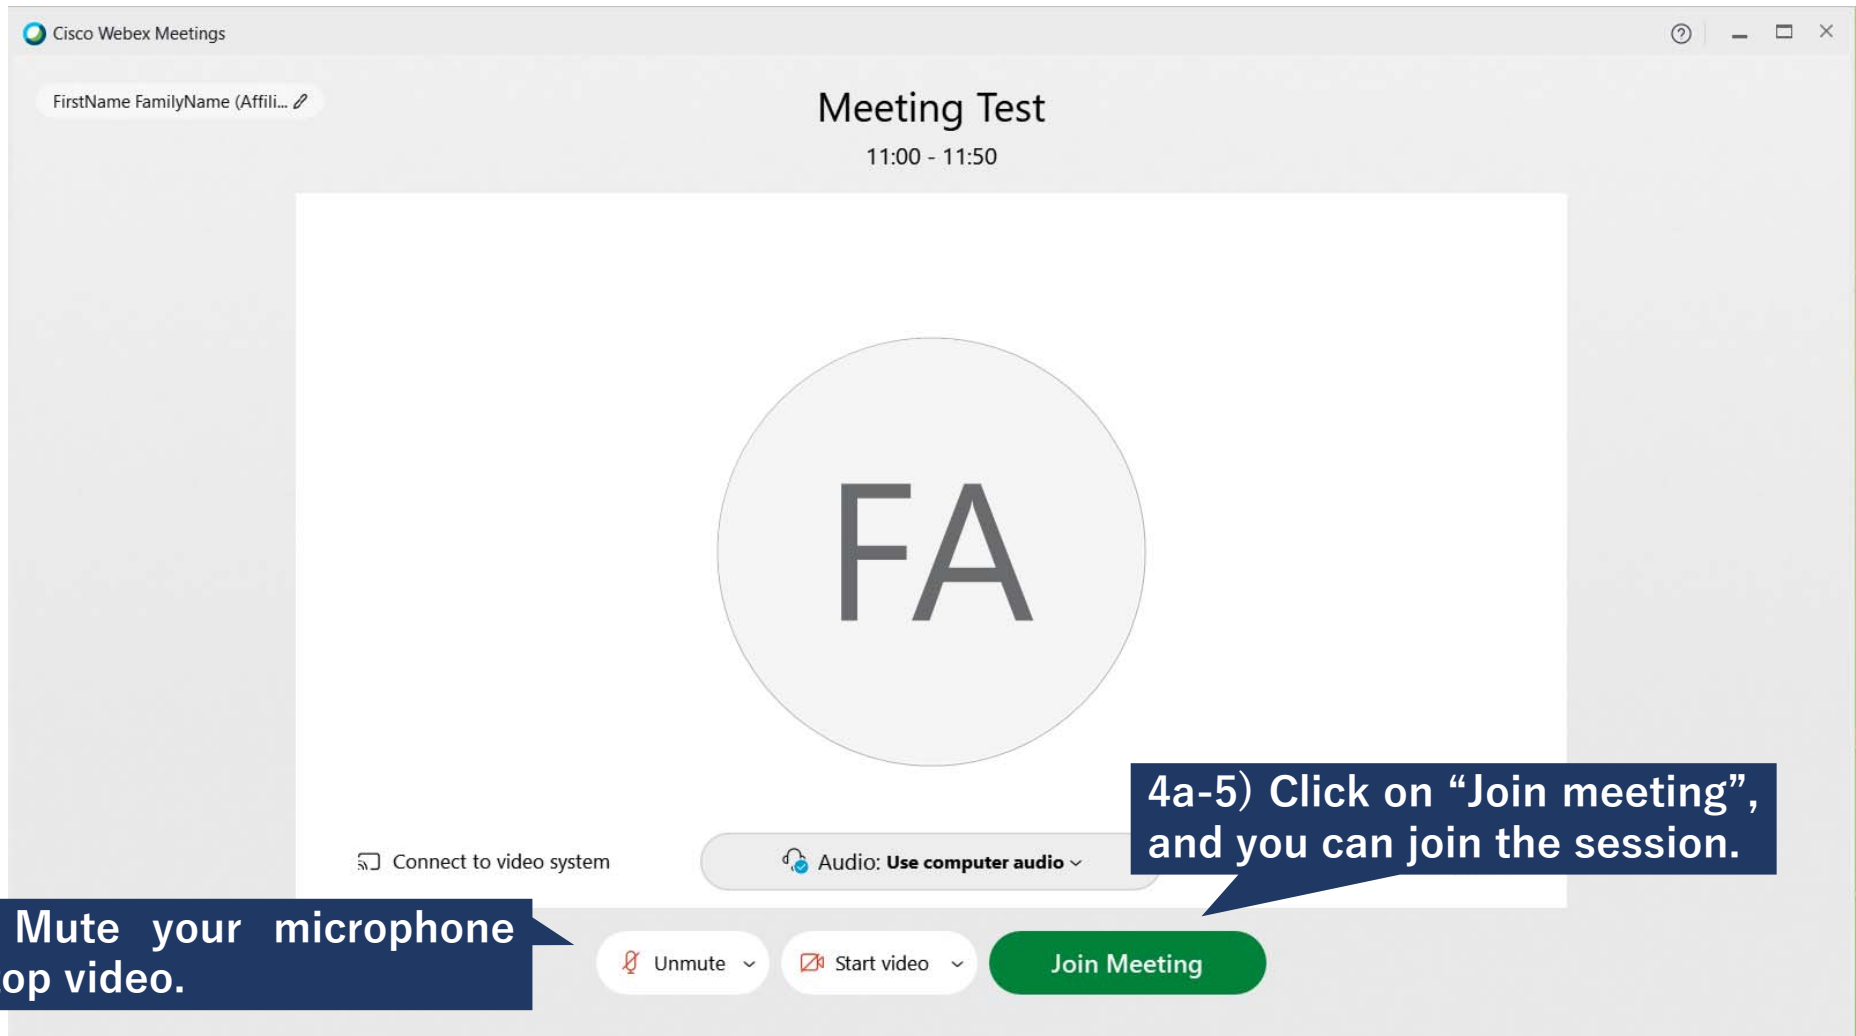 Cisco Webex Meetings
FirstName FamilyName (Affili...
Meeting Test
11:00 - 11:50
FA
4a-5) Click on “Join meeting”,
and you can join the session.
Connect to video system
Audio: Use computer audio
Mute your microphone
top video.
Unmute
Start video
Join Meeting